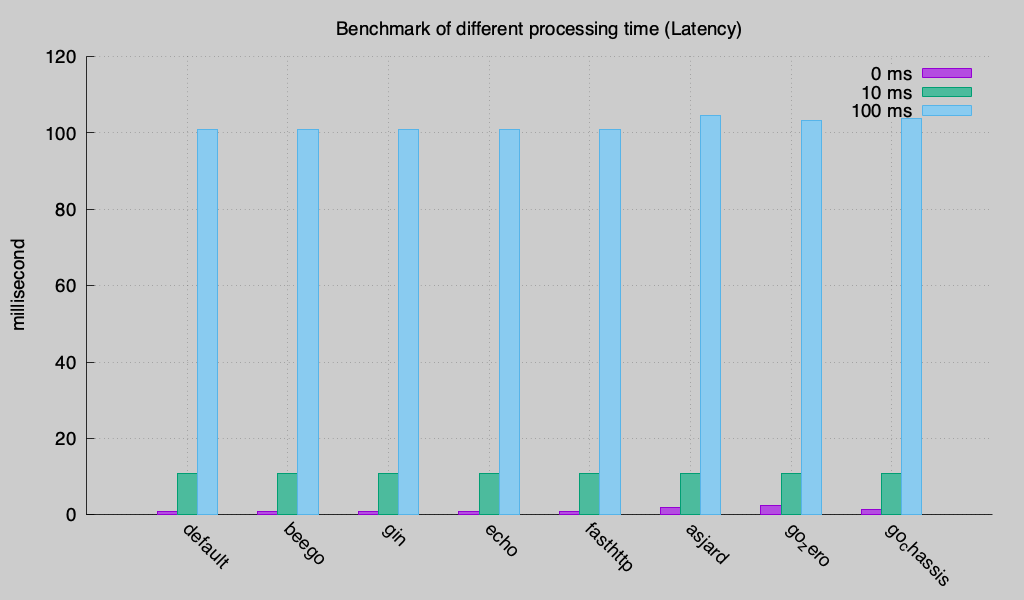 Benchmark of different processing time (Latency)
120
100
80
60
40
20
0
millisecond
0 ms
10 ms
100 ms
default
beego
gin
echo
fasthttp
asjard
gozero
gochassis